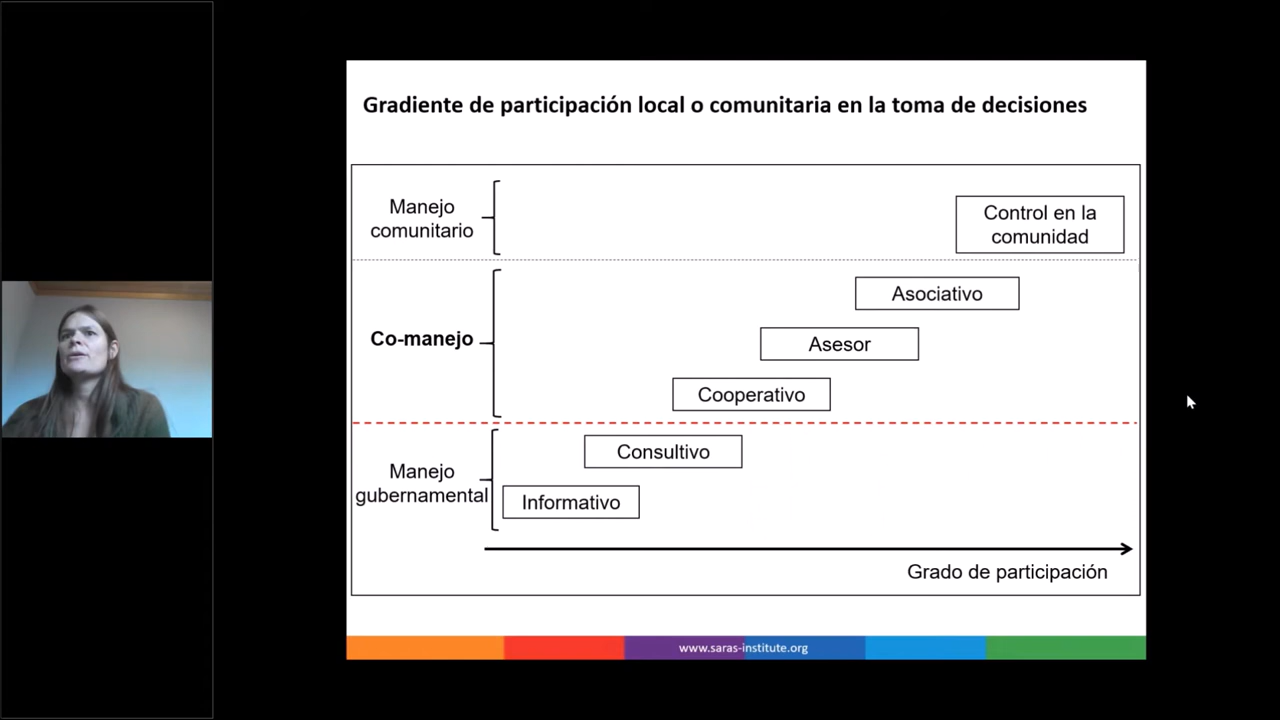 Gradiente de participación local o comunitaria en la toma de decisiones
Manejo
comunitario
Control en la
comunidad
Asociativo
Co-manejo
Asesor
Cooperativo
Consultivo
Manejo
gubernamental
Informativo
Grado de participación
www.saras-institute.org